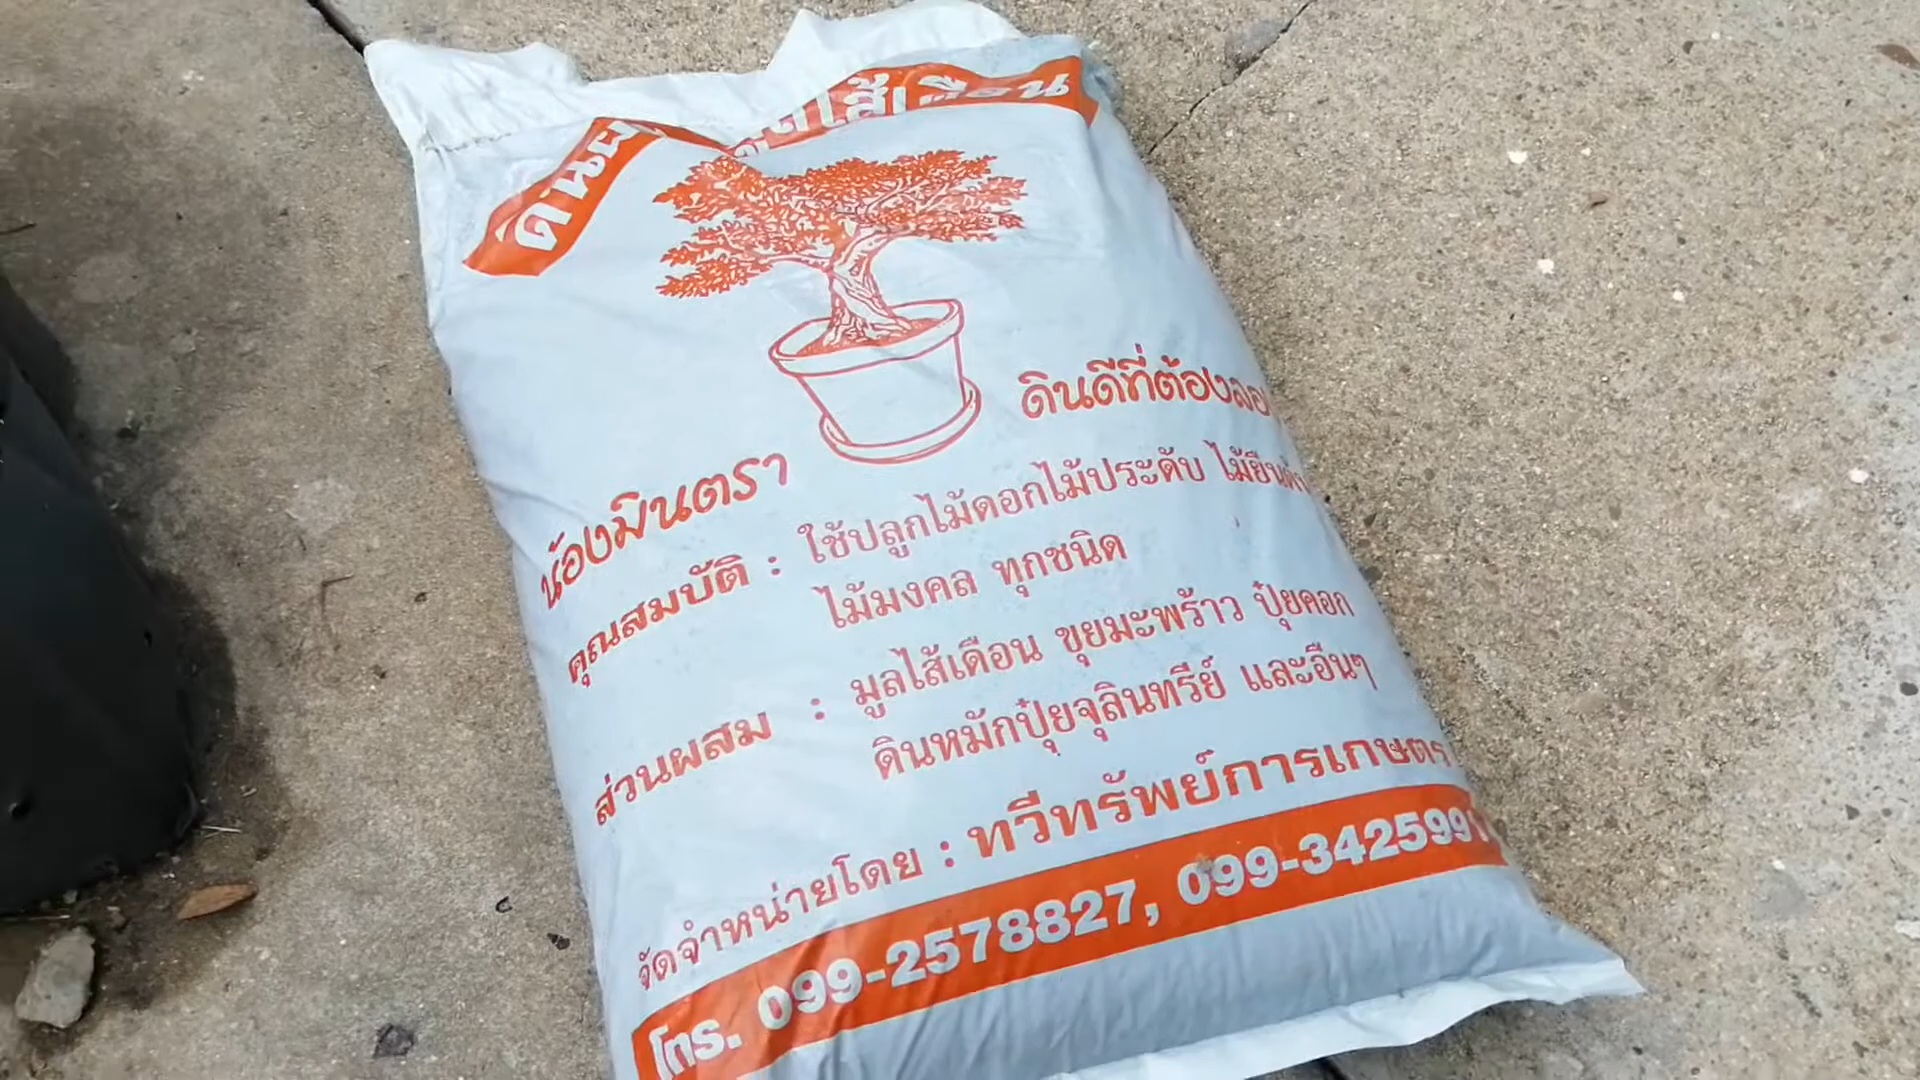 ไส้เดือน
ดินดีที่ต้อง
น้องมินตรา
คุณสมบัติ : ใช้ปลูกไม้ดอกไม้ประดับ
ไม้มงคล ทุกชนิด
ส่วนผสม : มูลไส้เดือน ขุยมะพร้าว ปุ๋ยคอก
ดินหมักปุ๋ยจุลินทรีย์ และอื่นๆ
จัดจำหน่ายโดย : ทวีทรัพย์การเกษตร
โทร. 099-2578827, 099-342599